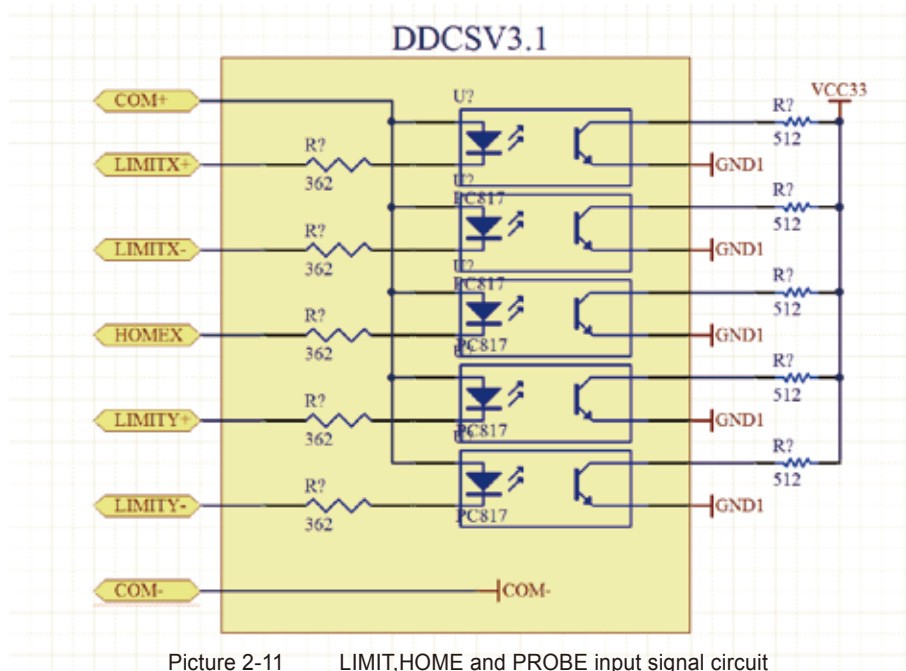 DDCSV3.1
COM+
U?
R?
VCC33
512
LIMITX+
R?
362
GND1
U?
PC817
R?
512
LIMITX-
R?
362
GND1
U?
PC817
R?
512
HOMEX
R?
362
GND1
PC817
R?
512
LIMITY+
R?
362
GND1
PC817
R?
512
LIMITY-
R?
362
GND1
PC817
COM-
COM-
Picture 2-11 LIMIT,HOME and PROBE input signal circuit